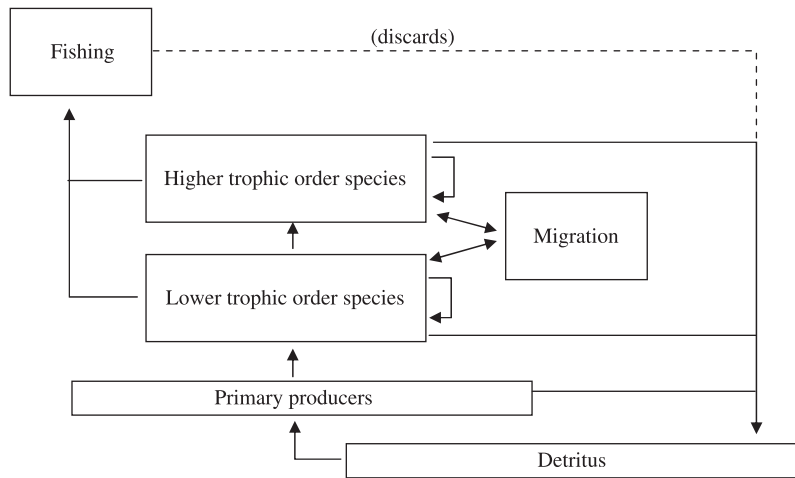 (discards)
Fishing
Higher trophic order species
Migration
Lower trophic order species
Primary producers
Detritus